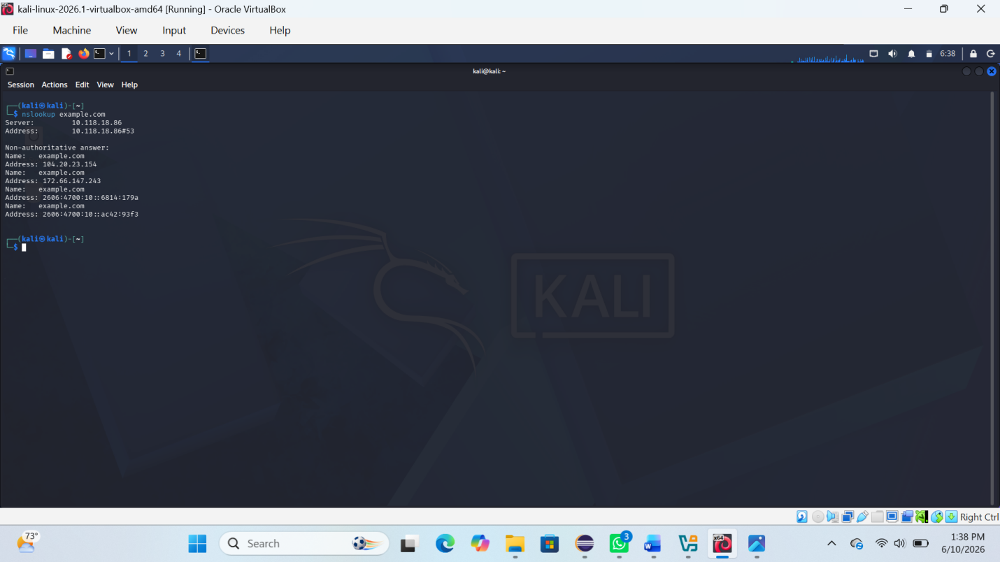 kali-linux-2026.1-virtualbox-amd64 [Running] - Oracle VirtualBox
File Machine View Input Devices Help
1 2 3 4 6:38
kali@kali: ~
Session Actions Edit View Help
┌──(kali㉿kali)-[~]
└─$ nslookup example.com
Server: 10.118.18.86
Address: 10.118.18.86#53
Non-authoritative answer:
Name: example.com
Address: 104.20.23.154
Name: example.com
Address: 172.66.147.243
Name: example.com
Address: 2606:4700:10::6814:179a
Name: example.com
Address: 2606:4700:10::ac42:93f3
┌──(kali㉿kali)-[~]
└─$
KALI
Right Ctrl
73°
Search
3
W
x64
1:38 PM
6/10/2026